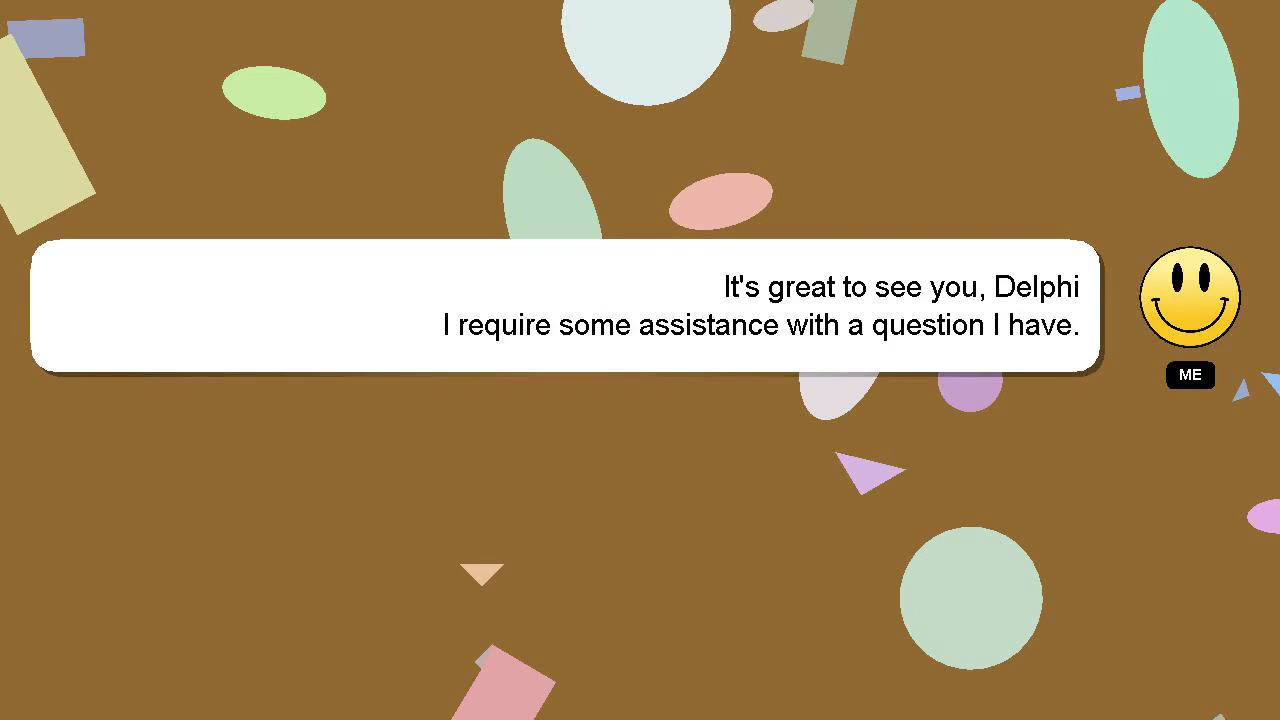 It's great to see you, Delphi
I require some assistance with a question I have.
ME